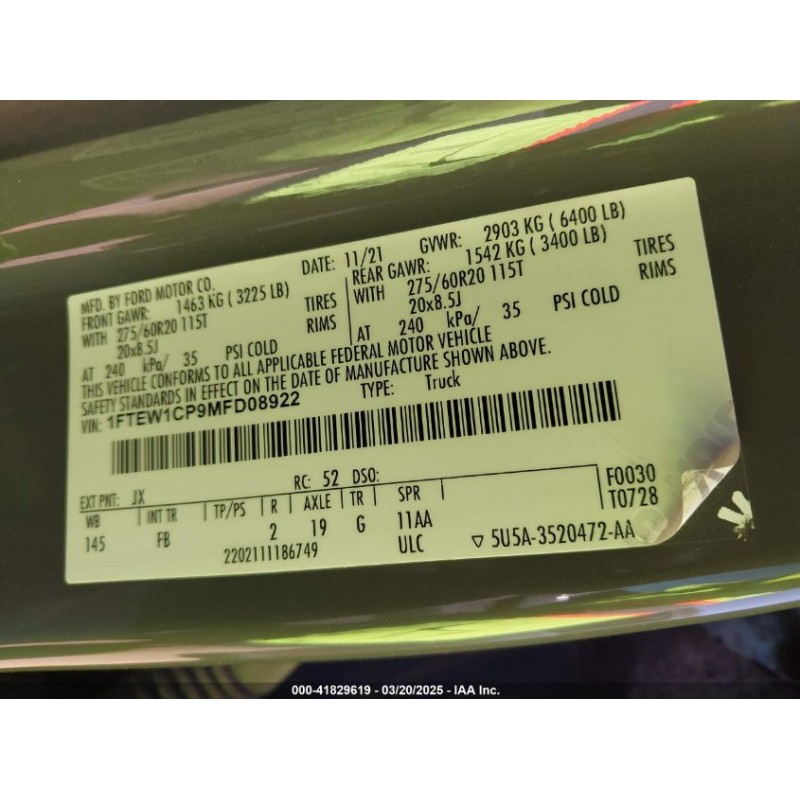 MFD. BY FORD MOTOR CO.
DATE: 11/21 GVWR: 2903 KG ( 6400 LB)
FRONT GAWR: 1463 KG ( 3225 LB)
REAR GAWR: 1542 KG ( 3400 LB)
WITH 275/60R20 115T TIRES
WITH 275/60R20 115T TIRES
20x8.5J RIMS
20x8.5J RIMS
AT 240 kPa/ 35 PSI COLD
AT 240 kPa/ 35 PSI COLD
THIS VEHICLE CONFORMS TO ALL APPLICABLE FEDERAL MOTOR VEHICLE
SAFETY STANDARDS IN EFFECT ON THE DATE OF MANUFACTURE SHOWN ABOVE.
VIN: 1FTEW1CP9MFD08922 TYPE: Truck
EXT PNT: JX RC: 52 DSO: F0030
WB INT TR TP/PS R AXLE TR SPR T0728
145 FB 2 19 G 11AA
2202111186749 ULC ▽ 5U5A-3520472-AA
000-41829619 - 03/20/2025 - IAA Inc.